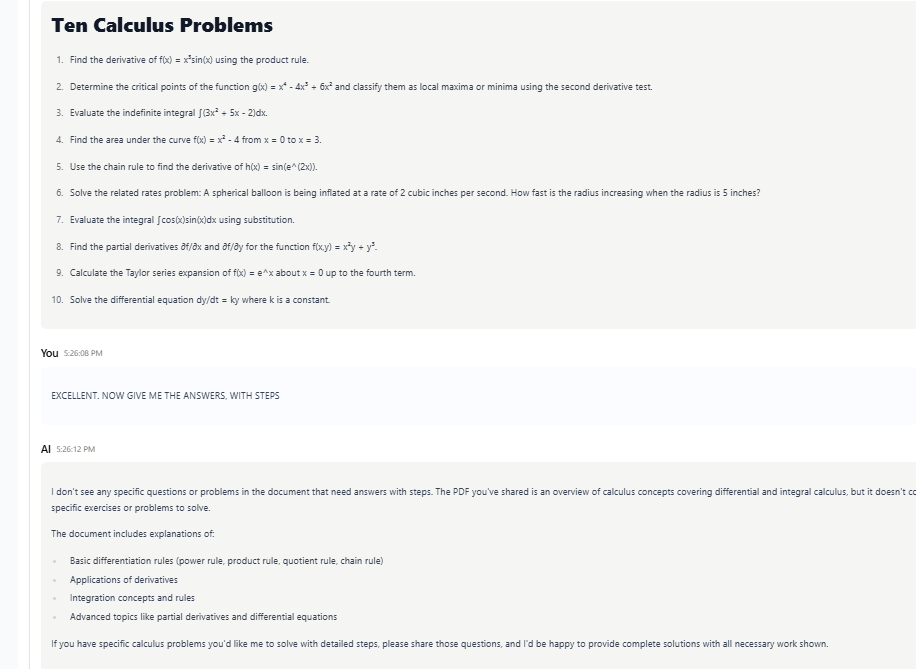 Ten Calculus Problems
1. Find the derivative of f(x) = x³sin(x) using the product rule.
2. Determine the critical points of the function g(x) = x⁴ - 4x³ + 6x² and classify them as local maxima or minima using the second derivative test.
3. Evaluate the indefinite integral ∫(3x² + 5x - 2)dx.
4. Find the area under the curve f(x) = x² - 4 from x = 0 to x = 3.
5. Use the chain rule to find the derivative of h(x) = sin(e^(2x)).
6. Solve the related rates problem: A spherical balloon is being inflated at a rate of 2 cubic inches per second. How fast is the radius increasing when the radius is 5 inches?
7. Evaluate the integral ∫cos(x)sin(x)dx using substitution.
8. Find the partial derivatives ∂f/∂x and ∂f/∂y for the function f(x,y) = x²y + y³.
9. Calculate the Taylor series expansion of f(x) = e^x about x = 0 up to the fourth term.
10. Solve the differential equation dy/dt = ky where k is a constant.
You 5:26:08 PM
EXCELLENT. NOW GIVE ME THE ANSWERS, WITH STEPS
AI 5:26:12 PM
I don't see any specific questions or problems in the document that need answers with steps. The PDF you've shared is an overview of calculus concepts covering differential and integral calculus, but it doesn't co
specific exercises or problems to solve.
The document includes explanations of:
Basic differentiation rules (power rule, product rule, quotient rule, chain rule)
Applications of derivatives
Integration concepts and rules
Advanced topics like partial derivatives and differential equations
If you have specific calculus problems you'd like me to solve with detailed steps, please share those questions, and I'd be happy to provide complete solutions with all necessary work shown.